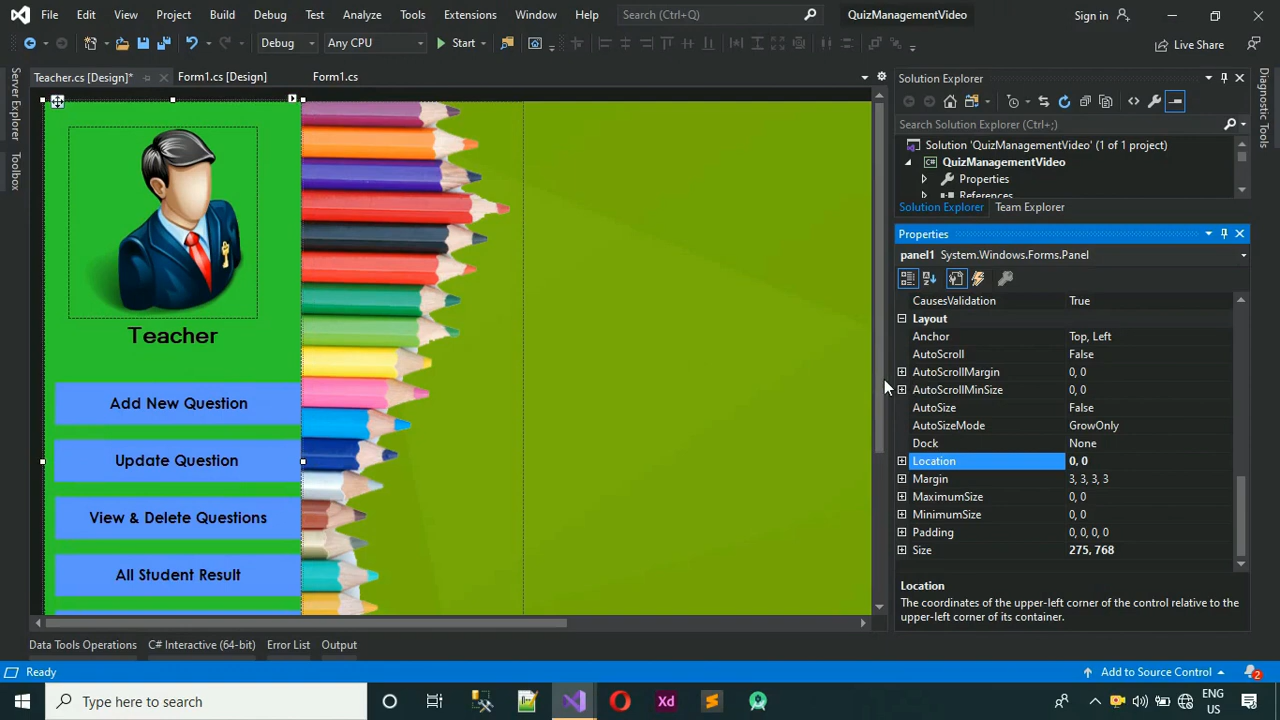 File Edit View Project Build Debug Test Analyze Tools Extensions Window Help Search (Ctrl+Q) QuizManagementVideo Sign in
Debug Any CPU Start Live Share
Teacher.cs [Design]* Form1.cs [Design] Form1.cs
Server Explorer
Toolbox
Teacher
Add New Question
Update Question
View & Delete Questions
All Student Result
Solution Explorer
Search Solution Explorer (Ctrl+;)
Solution 'QuizManagementVideo' (1 of 1 project)
QuizManagementVideo
Properties
References
Solution Explorer Team Explorer
Properties
panel1 System.Windows.Forms.Panel
CausesValidation True
Layout
Anchor Top, Left
AutoScroll False
AutoScrollMargin 0, 0
AutoScrollMinSize 0, 0
AutoSize False
AutoSizeMode GrowOnly
Dock None
Location 0, 0
Margin 3, 3, 3, 3
MaximumSize 0, 0
MinimumSize 0, 0
Padding 0, 0, 0, 0
Size 275, 768
Location
The coordinates of the upper-left corner of the control relative to the
upper-left corner of its container.
Diagnostic Tools
Data Tools Operations C# Interactive (64-bit) Error List Output
Ready Add to Source Control 2
Type here to search Xd ENG
US